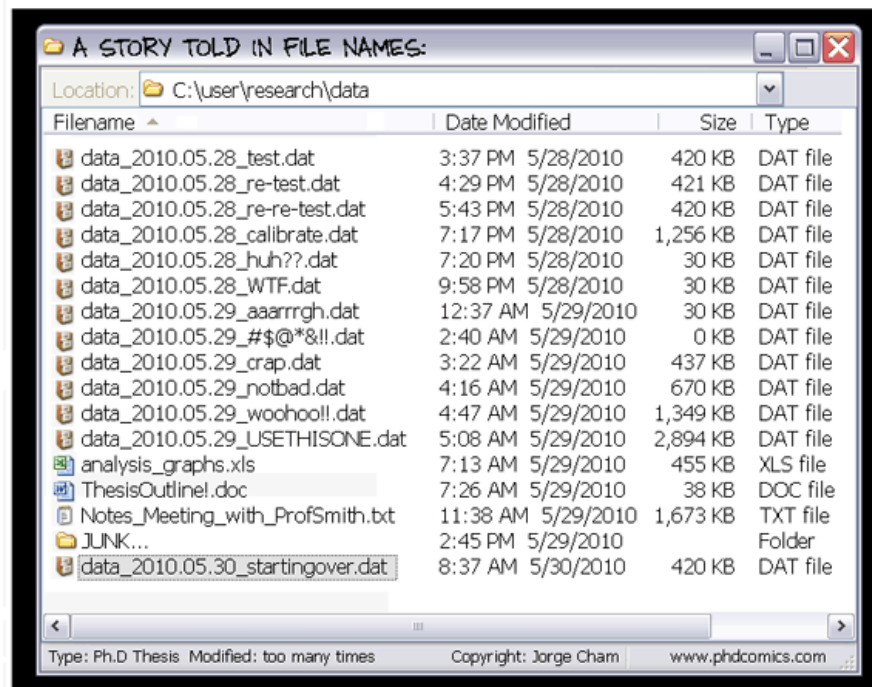 A STORY TOLD IN FILE NAMES:
Location: C:\user\research\data
Filename Date Modified Size Type
data_2010.05.28_test.dat 3:37 PM 5/28/2010 420 KB DAT file
data_2010.05.28_re-test.dat 4:29 PM 5/28/2010 421 KB DAT file
data_2010.05.28_re-re-test.dat 5:43 PM 5/28/2010 420 KB DAT file
data_2010.05.28_calibrate.dat 7:17 PM 5/28/2010 1,256 KB DAT file
data_2010.05.28_huh??.dat 7:20 PM 5/28/2010 30 KB DAT file
data_2010.05.28_WTF.dat 9:58 PM 5/28/2010 30 KB DAT file
data_2010.05.29_aaarrrgh.dat 12:37 AM 5/29/2010 30 KB DAT file
data_2010.05.29_#$@*&!!.dat 2:40 AM 5/29/2010 0 KB DAT file
data_2010.05.29_crap.dat 3:22 AM 5/29/2010 437 KB DAT file
data_2010.05.29_notbad.dat 4:16 AM 5/29/2010 670 KB DAT file
data_2010.05.29_woohoo!!.dat 4:47 AM 5/29/2010 1,349 KB DAT file
data_2010.05.29_USETHISONE.dat 5:08 AM 5/29/2010 2,894 KB DAT file
analysis_graphs.xls 7:13 AM 5/29/2010 455 KB XLS file
ThesisOutline!.doc 7:26 AM 5/29/2010 38 KB DOC file
Notes_Meeting_with_ProfSmith.txt 11:38 AM 5/29/2010 1,673 KB TXT file
JUNK... 2:45 PM 5/29/2010 Folder
data_2010.05.30_startingover.dat 8:37 AM 5/30/2010 420 KB DAT file
Type: Ph.D Thesis Modified: too many times Copyright: Jorge Cham www.phdcomics.com